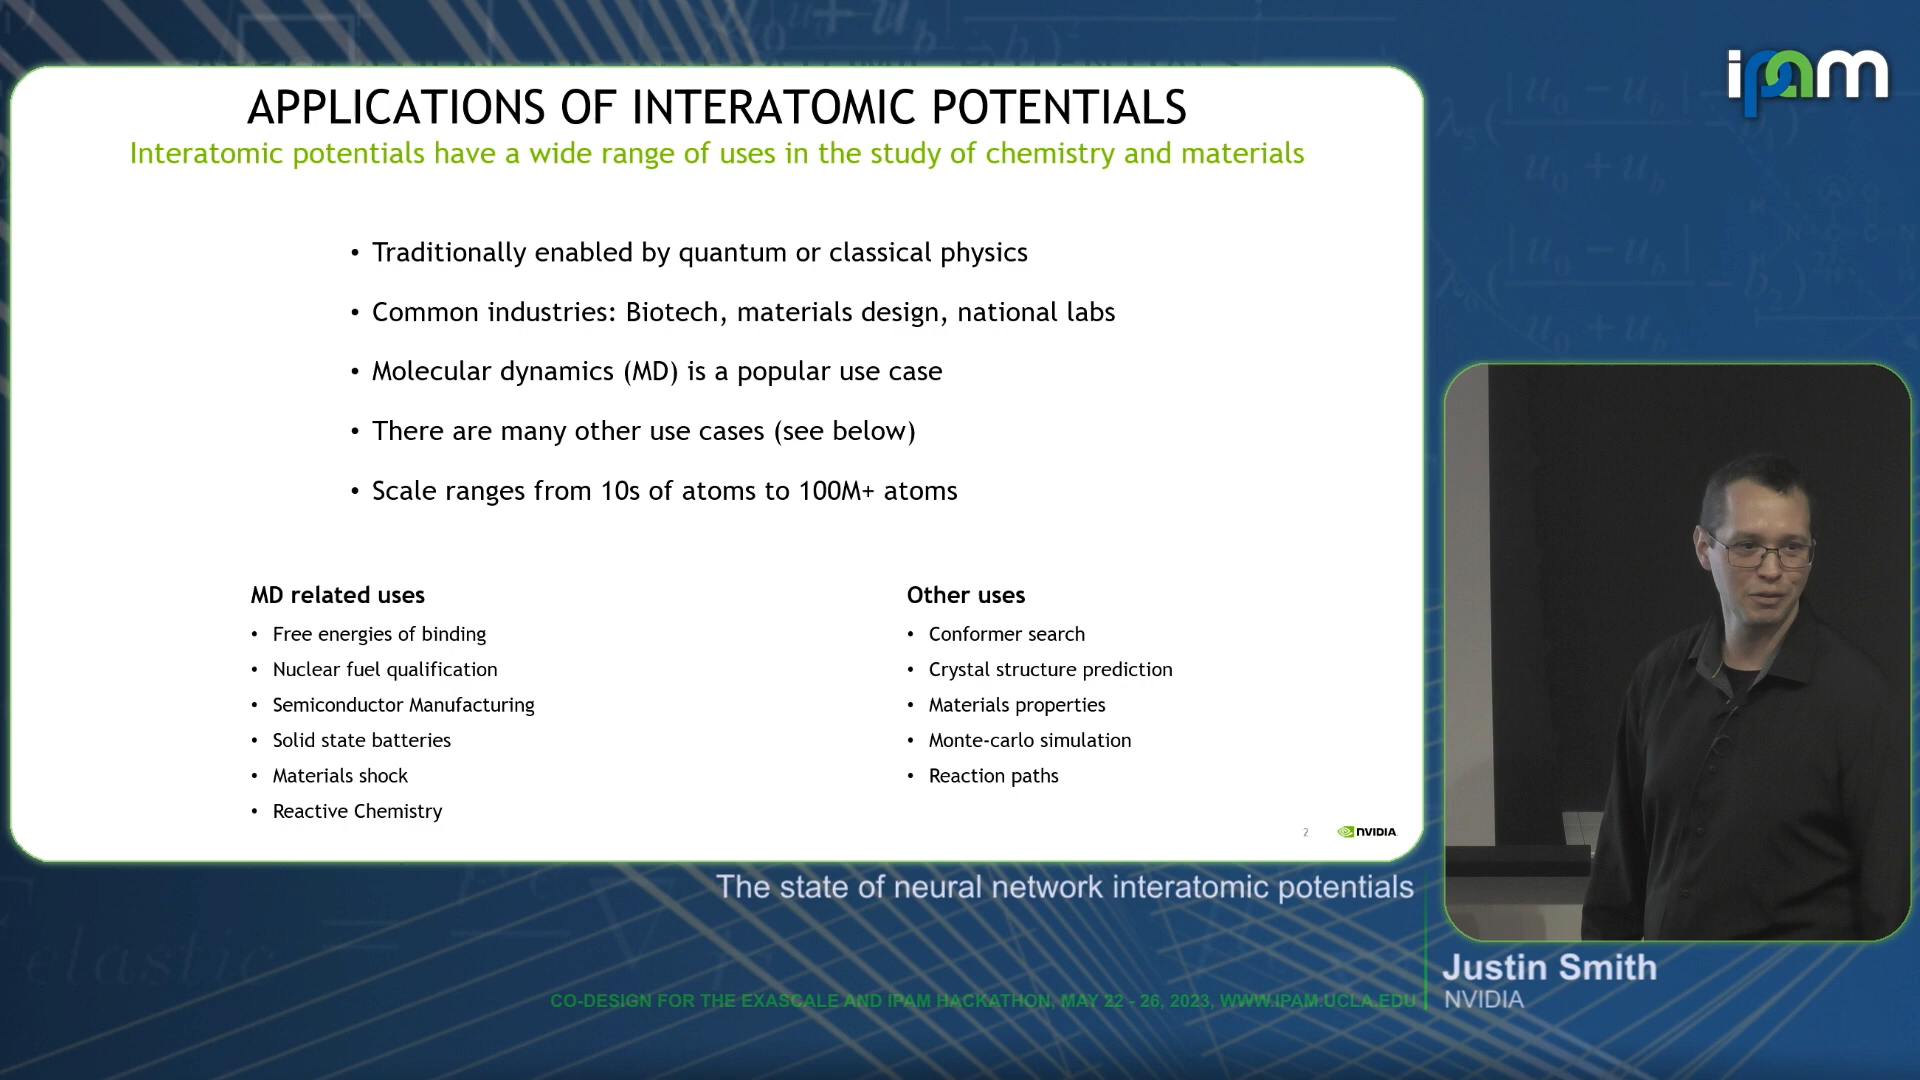 ipam
APPLICATIONS OF INTERATOMIC POTENTIALS
Interatomic potentials have a wide range of uses in the study of chemistry and materials
• Traditionally enabled by quantum or classical physics
• Common industries: Biotech, materials design, national labs
• Molecular dynamics (MD) is a popular use case
• There are many other use cases (see below)
• Scale ranges from 10s of atoms to 100M+ atoms
MD related uses
• Free energies of binding
• Nuclear fuel qualification
• Semiconductor Manufacturing
• Solid state batteries
• Materials shock
• Reactive Chemistry
Other uses
• Conformer search
• Crystal structure prediction
• Materials properties
• Monte-carlo simulation
• Reaction paths
2
NVIDIA.
The state of neural network interatomic potentials
elastic
Justin Smith
NVIDIA
CO-DESIGN FOR THE EXASCALE AND IPAM HACKATHON, MAY 22 - 26, 2023, WWW.IPAM.UCLA.EDU